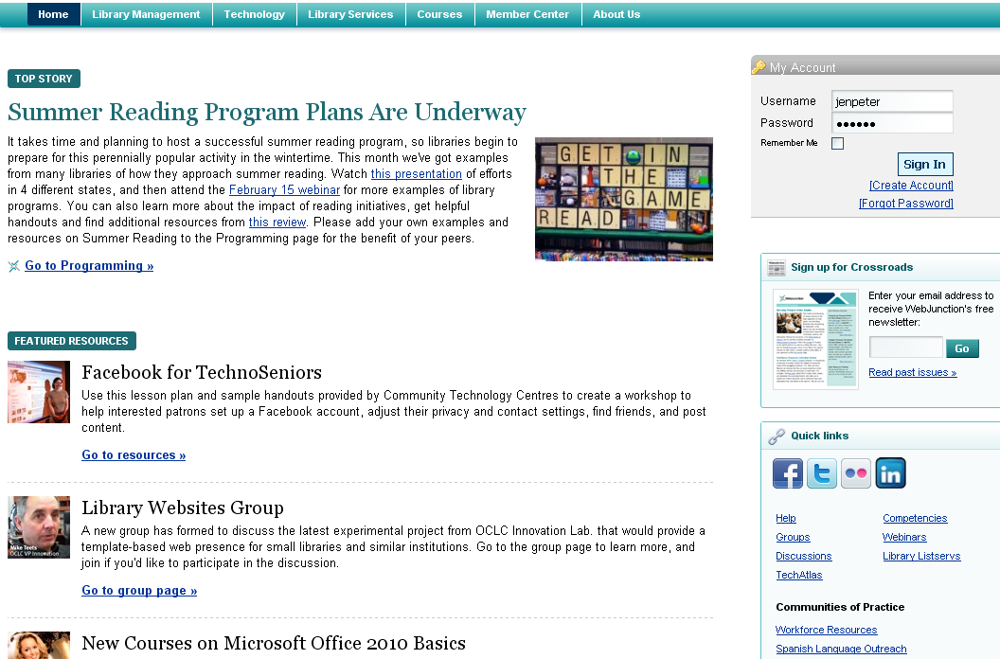 Home Library Management Technology Library Services Courses Member Center About Us
TOP STORY
Summer Reading Program Plans Are Underway
It takes time and planning to host a successful summer reading program, so libraries begin to
prepare for this perennially popular activity in the wintertime. This month we've got examples
from many libraries of how they approach summer reading. Watch this presentation of efforts
in 4 different states, and then attend the February 15 webinar for more examples of library
programs. You can also learn more about the impact of reading initiatives, get helpful
handouts and find additional resources from this review. Please add your own examples and
resources on Summer Reading to the Programming page for the benefit of your peers.
Go to Programming »
GET IN
THE
GAME
READ
FEATURED RESOURCES
Facebook for TechnoSeniors
Use this lesson plan and sample handouts provided by Community Technology Centres to create a workshop to
help interested patrons set up a Facebook account, adjust their privacy and contact settings, find friends, and post
content.
Go to resources »
Mike Teets
OCLC VP Innovation
Library Websites Group
A new group has formed to discuss the latest experimental project from OCLC Innovation Lab. that would provide a
template-based web presence for small libraries and similar institutions. Go to the group page to learn more, and
join if you'd like to participate in the discussion.
Go to group page »
New Courses on Microsoft Office 2010 Basics
My Account
Username jenpeter
Password ●●●●●●
Remember Me
Sign In
[Create Account]
[Forgot Password]
Sign up for Crossroads
Enter your email address to
receive WebJunction's free
newsletter:
Go
Read past issues »
Quick links
f t in
Help Competencies
Groups Webinars
Discussions Library Listservs
TechAtlas
Communities of Practice
Workforce Resources
Spanish Language Outreach